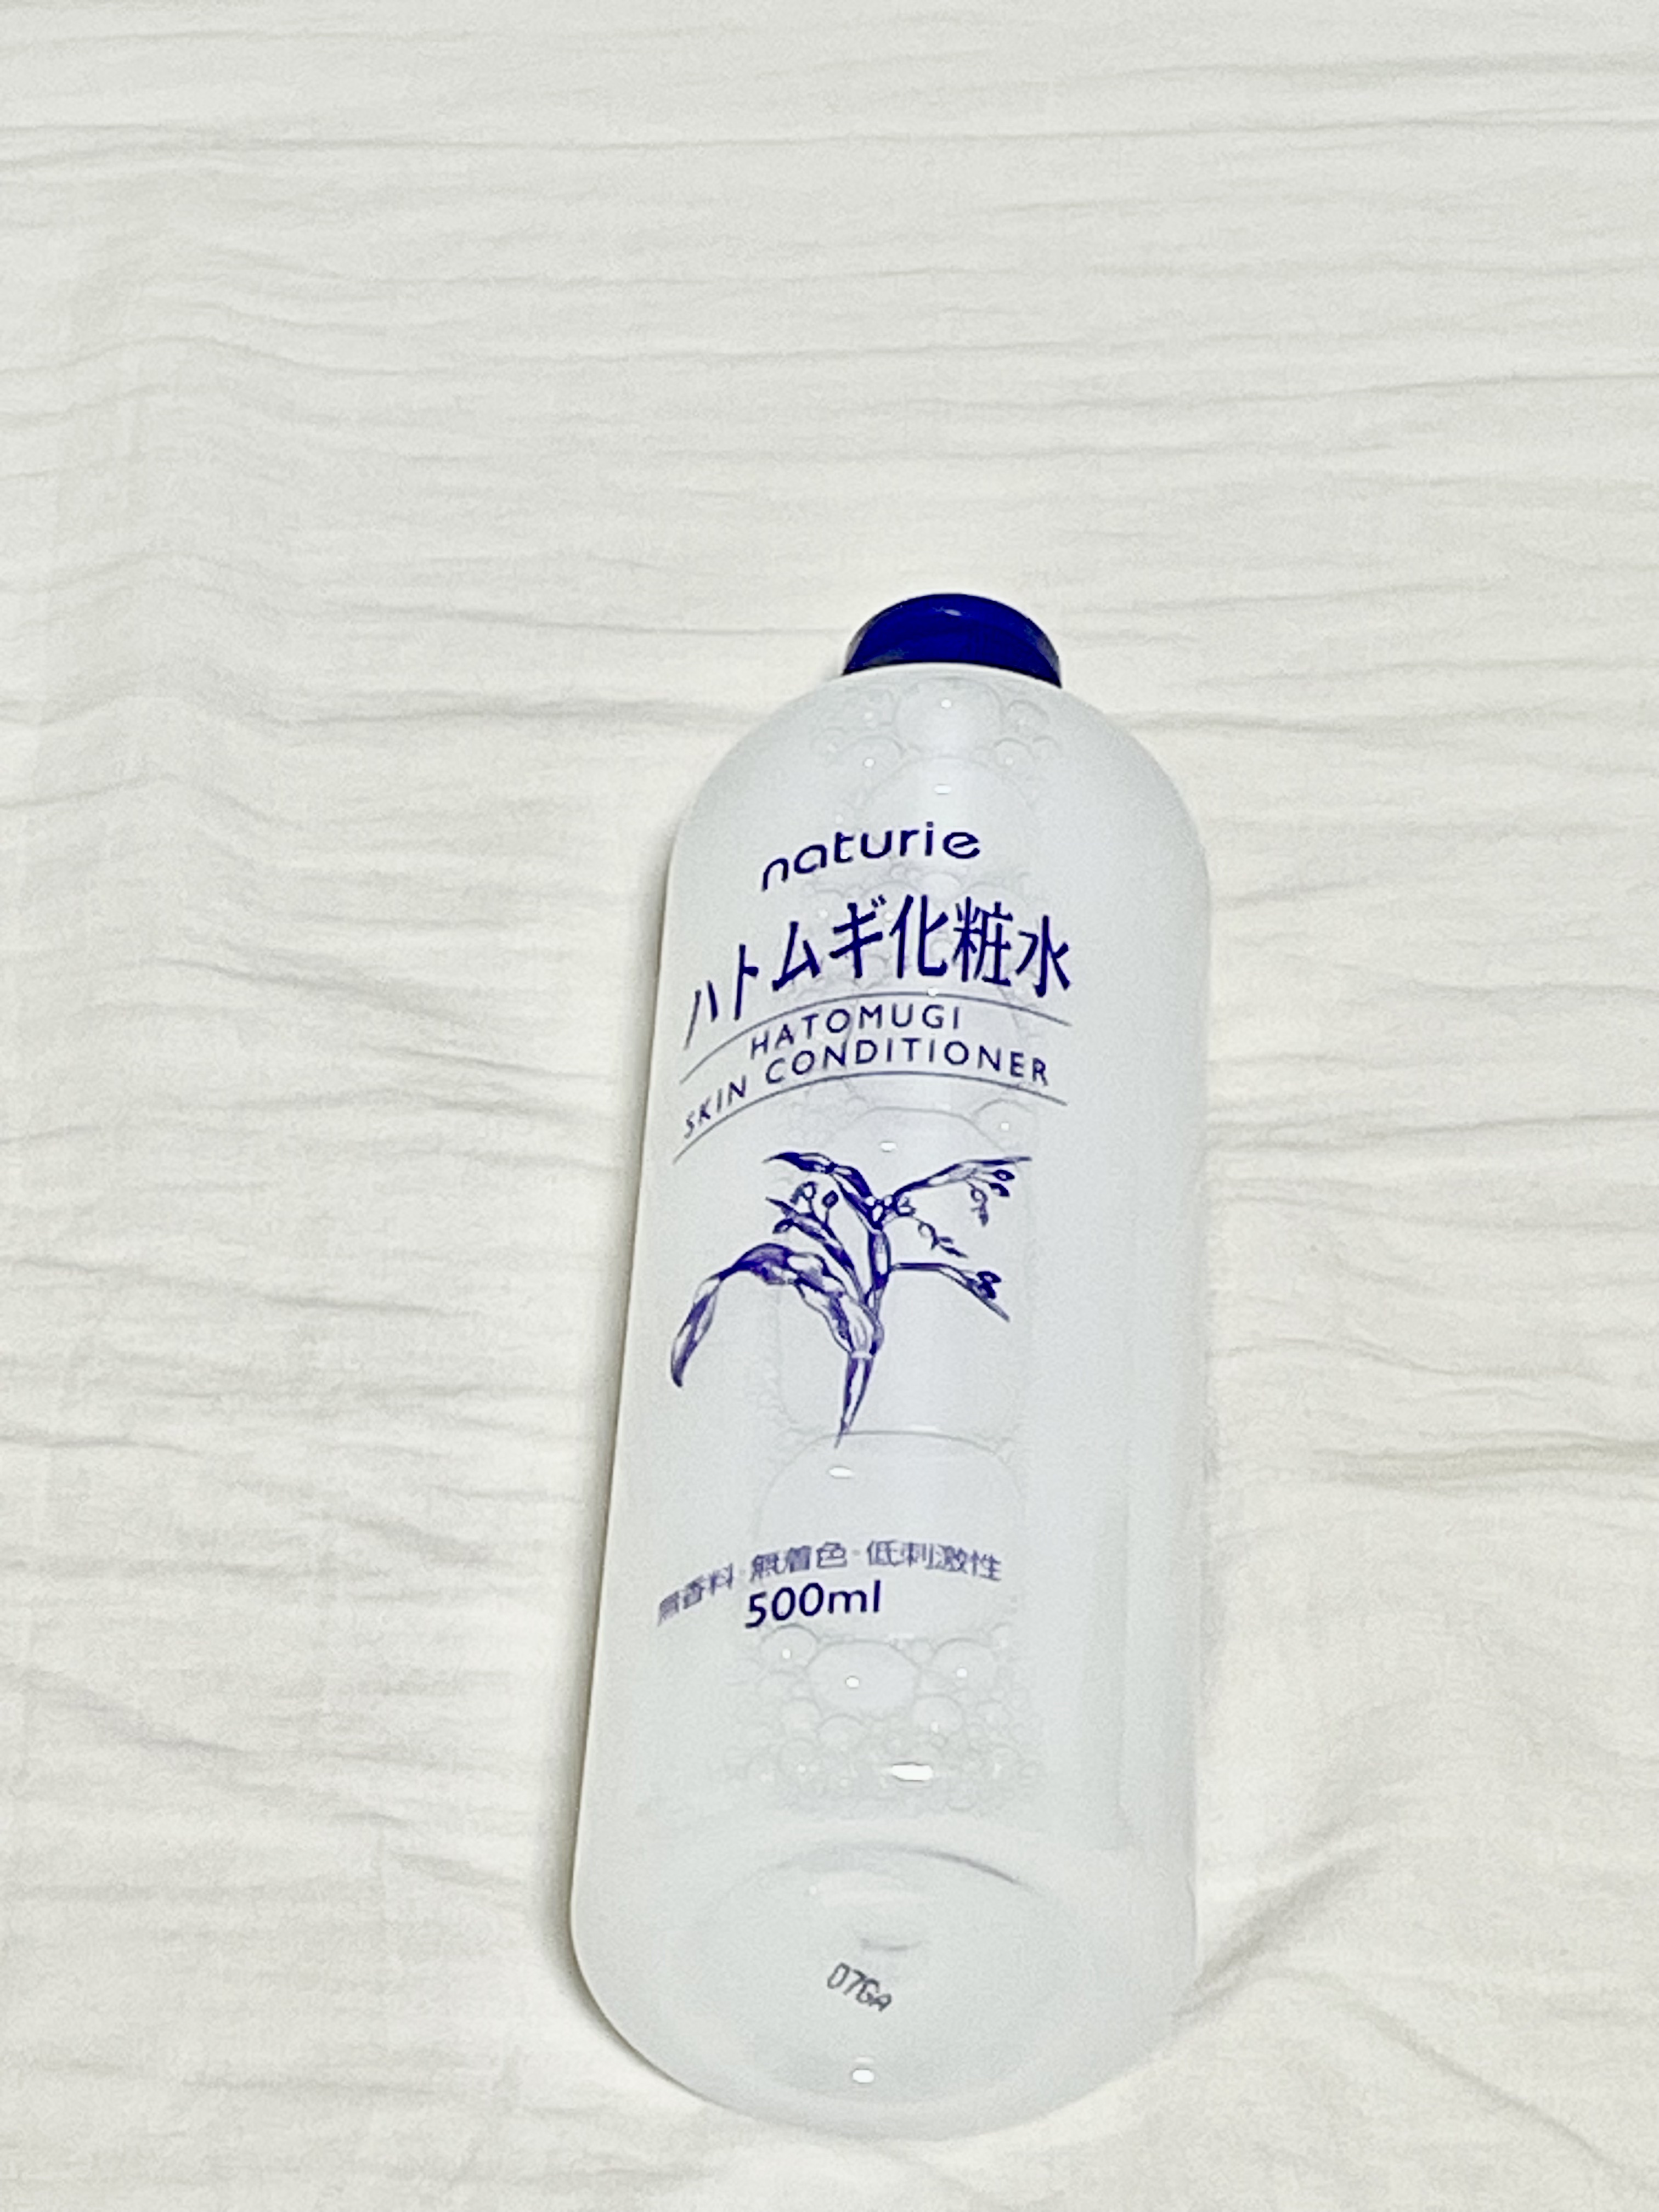 naturie
ハトムギ化粧水
HATOMUGI
SKIN CONDITIONER
無香料・無着色・低刺激性
500ml
07GA